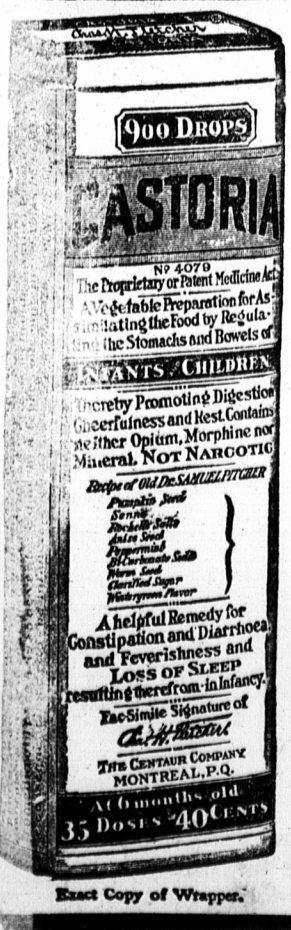 Chas. H. Fletcher
900 DROPS
CASTORIA
Nº 4079
The Proprietary or Patent Medicine Act
A Vegetable Preparation for As-
similating the Food by Regula-
ting the Stomachs and Bowels of
INFANTS / CHILDREN
Thereby Promoting Digestion
Cheerfulness and Rest. Contains
neither Opium, Morphine nor
Mineral. NOT NARCOTIC
Recipe of Old Dr. SAMUEL PITCHER
Pumpkin Seed
Senna
Rochelle Salts
Anise Seed
Peppermint
Bi Carbonate Soda
Worm Seed
Clarified Sugar
Wintergreen Flavor
A helpful Remedy for
Constipation and Diarrhoea
and Feverishness and
LOSS OF SLEEP
resulting therefrom in Infancy.
Fac-Simile Signature of
Chas. H. Fletcher
THE CENTAUR COMPANY
MONTREAL, P.Q.
At 6 months old
35 DOSES - 40 CENTS
Exact Copy of Wrapper.